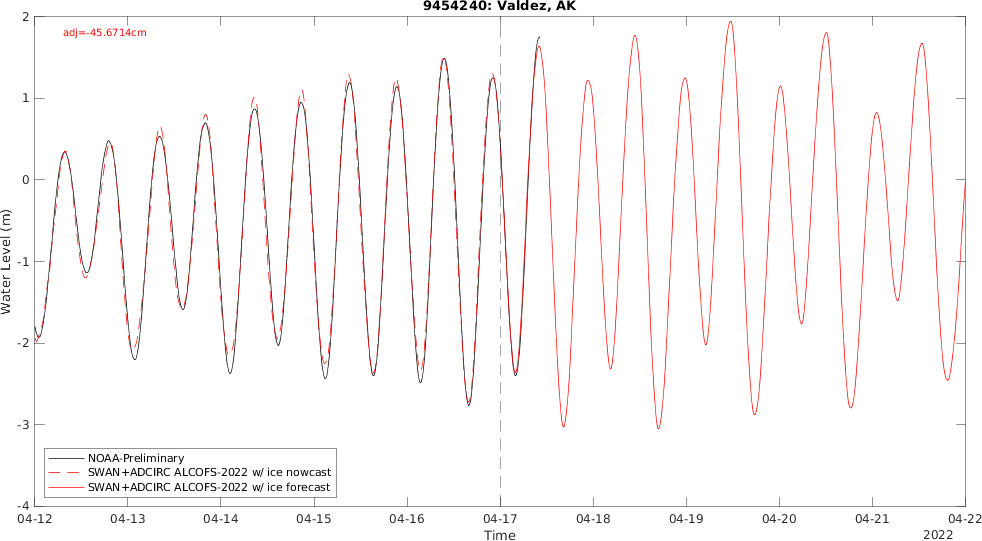 9454240: Valdez, AK
adj=-45.6714cm
2
1
0
-1
-2
-3
-4
Water Level (m)
NOAA-Preliminary
SWAN+ADCIRC ALCOFS-2022 w/ ice nowcast
SWAN+ADCIRC ALCOFS-2022 w/ ice forecast
04-12 04-13 04-14 04-15 04-16 04-17 04-18 04-19 04-20 04-21 04-22
Time
2022